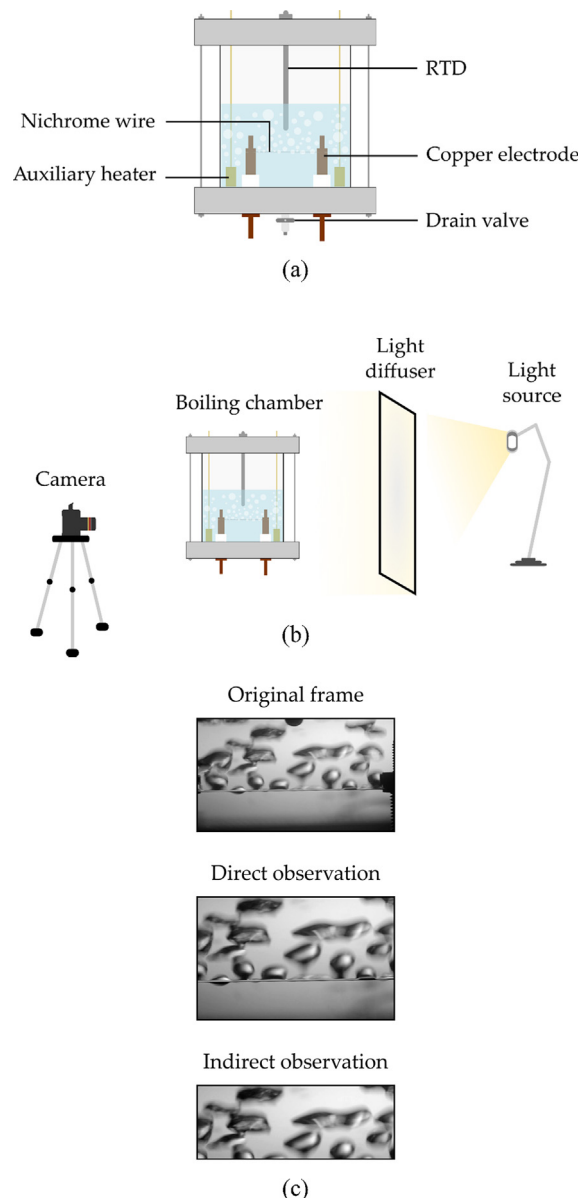 RTD
Nichrome wire
Copper electrode
Auxiliary heater
Drain valve
(a)
Light
diffuser
Light
source
Boiling chamber
Camera
(b)
Original frame
Direct observation
Indirect observation
(c)